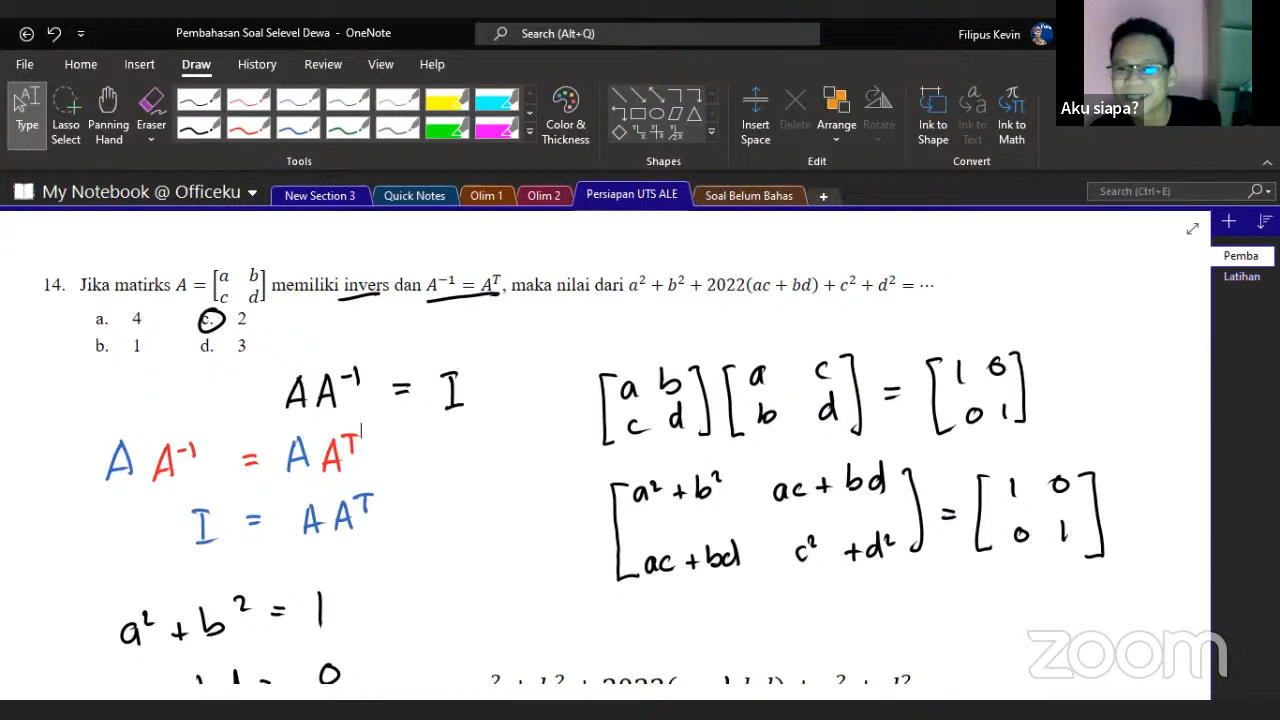 Pembahasan Soal Selevel Dewa - OneNote
Search (Alt+Q)
Filipus Kevin
Aku siapa?
File Home Insert Draw History Review View Help
Type
Lasso Select
Panning Hand
Eraser
Color & Thickness
Insert Space
Delete
Arrange
Rotate
Ink to Shape
Ink to Text
Ink to Math
Tools Shapes Edit Convert
My Notebook @ Officeku
New Section 3 Quick Notes Olim 1 Olim 2 Persiapan UTS ALE Soal Belum Bahas +
Search (Ctrl+E)
Pemba
Latihan
14. Jika matirks A = [a b; c d] memiliki invers dan A⁻¹ = Aᵀ, maka nilai dari a² + b² + 2022(ac + bd) + c² + d² = ⋯
a. 4 c. 2
b. 1 d. 3
AA⁻¹ = I
A A⁻¹ = A Aᵀ
I = A Aᵀ
a² + b² = 1
[a b; c d] [a c; b d] = [1 0; 0 1]
[a² + b² ac + bd; ac + bd c² + d²] = [1 0; 0 1]
zoom